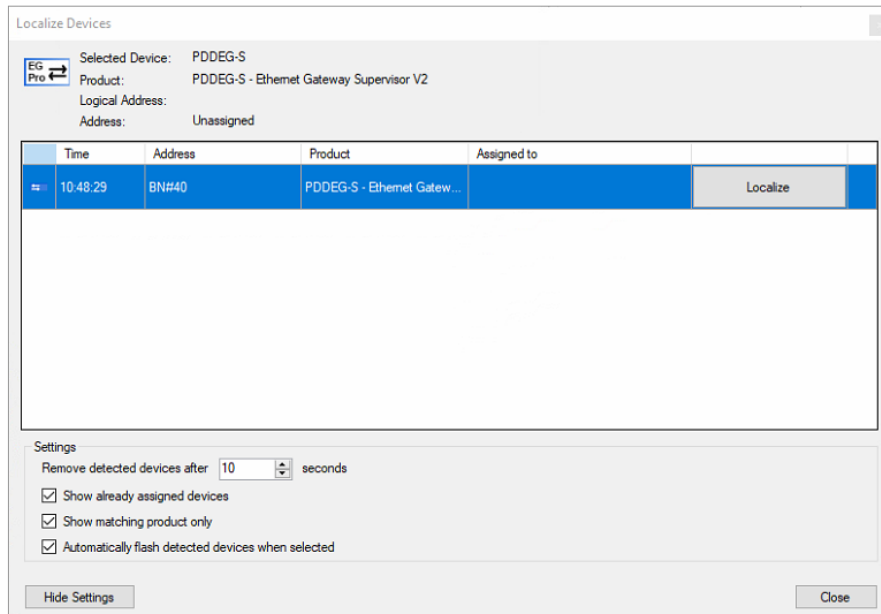 Localize Devices
EG Pro
Selected Device: PDDEG-S
Product: PDDEG-S - Ethernet Gateway Supervisor V2
Logical Address:
Address: Unassigned
Time Address Product Assigned to
10:48:29 BN#40 PDDEG-S - Ethernet Gatew... Localize
Settings
Remove detected devices after 10 seconds
Show already assigned devices
Show matching product only
Automatically flash detected devices when selected
Hide Settings Close